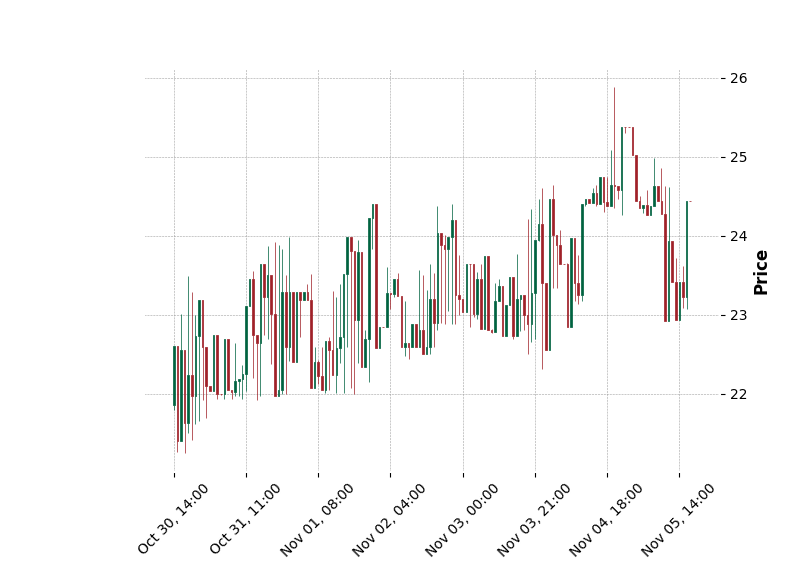 26
25
24
23
22
Price
Oct 30, 14:00
Oct 31, 11:00
Nov 01, 08:00
Nov 02, 04:00
Nov 03, 00:00
Nov 03, 21:00
Nov 04, 18:00
Nov 05, 14:00